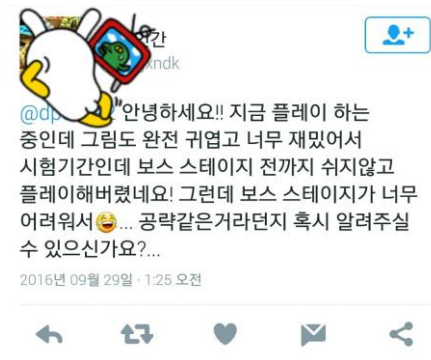 간
xndk
@dp 안녕하세요!! 지금 플레이 하는
중인데 그림도 완전 귀엽고 너무 재밌어서
시험기간인데 보스 스테이지 전까지 쉬지않고
플레이해버렸네요! 그런데 보스 스테이지가 너무
어려워서😅... 공략같은거라던지 혹시 알려주실
수 있으신가요?...
2016년 09월 29일 · 1:25 오전